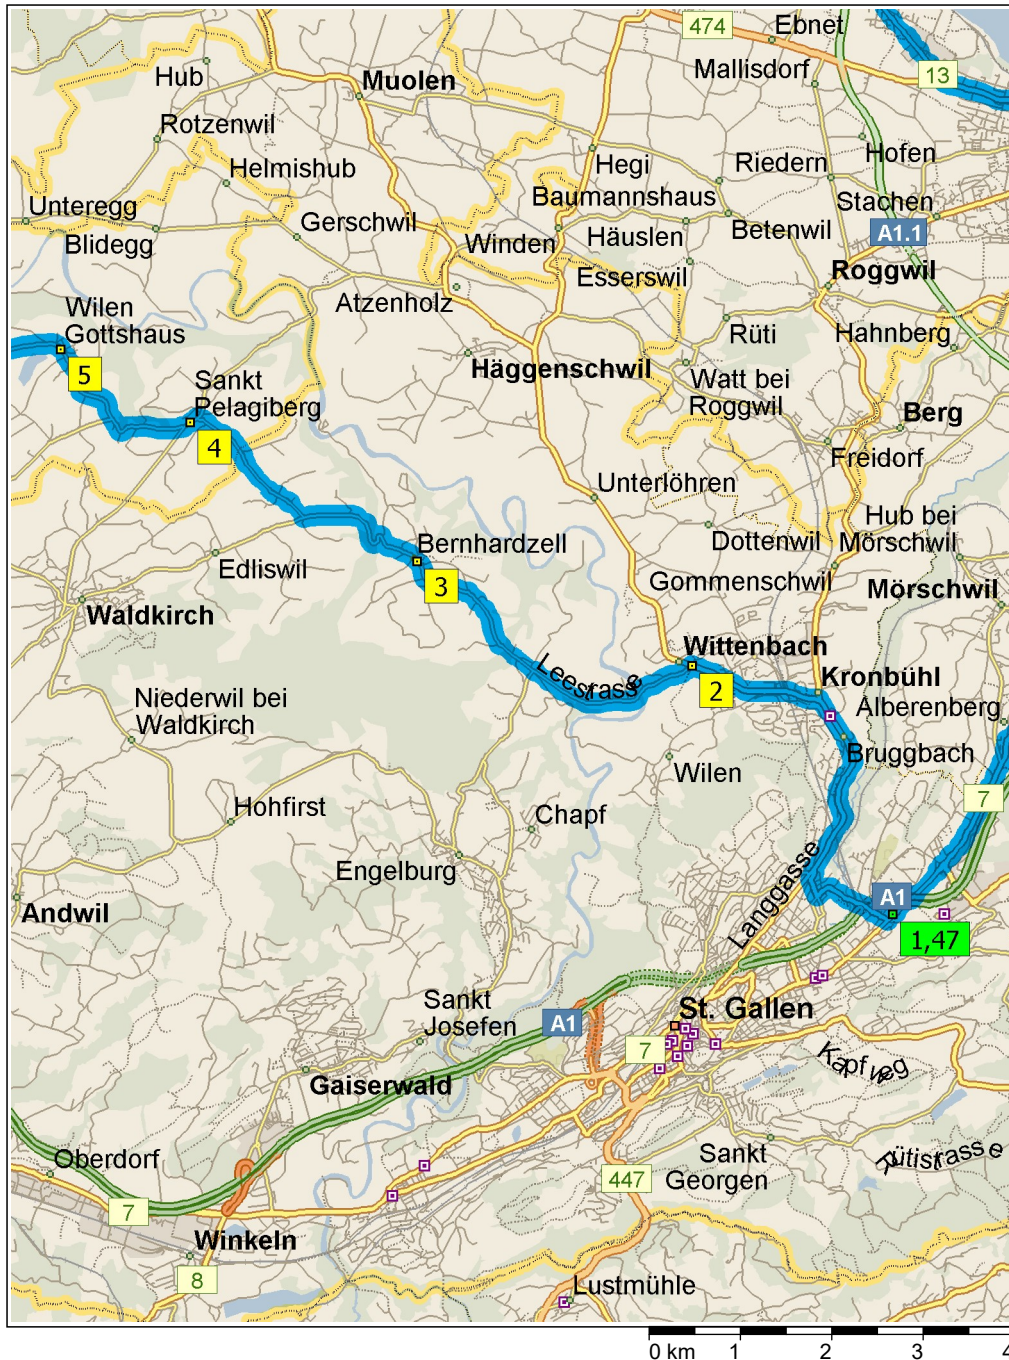 474
Ebnet
Hub
Muolen
Mallisdorf
13
Rotzenwil
Helmishub
Hegi
Riedern
Hofen
Unteregg
Baumannshaus
Stachen
Blidegg
Gerschwil
Winden
Häuslen
Betenwil
A1.1
Esserswil
Roggwil
Wilen
Gottshaus
Atzenholz
Rüti
Hahnberg
5
Sankt
Pelagiberg
Häggenschwil
Watt bei
Roggwil
Berg
4
Freidorf
Unterlöhren
Hub bei
Mörschwil
Dottenwil
Bernhardzell
Edliswil
3
Gommenschwil
Mörschwil
Waldkirch
Wittenbach
Leestrasse
2
Kronbühl
Niederwil bei
Waldkirch
Alberenberg
Bruggbach
Wilen
7
Hohfirst
Chapf
Langgasse
Engelburg
Andwil
A1
1,47
Sankt
Josefen
A1
St. Gallen
7
Kapfweg
Gaiserwald
Oberdorf
Sankt
Georgen
Rütistrasse
447
7
Winkeln
8
Lustmühle
0 km 1 2 3 4